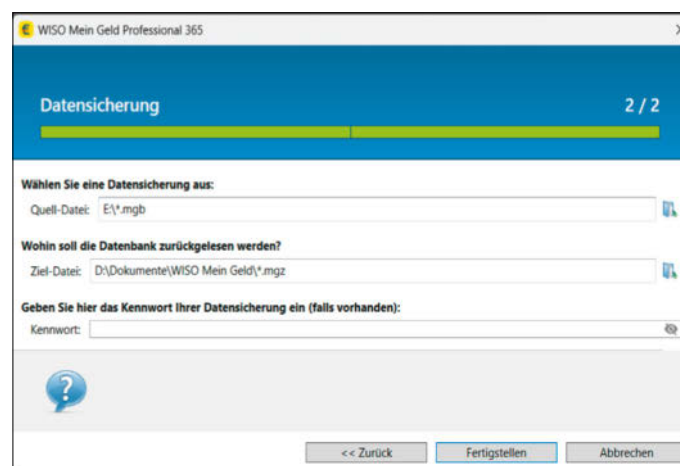 € WISO Mein Geld Professional 365
Datensicherung 2 / 2
Wählen Sie eine Datensicherung aus:
Quell-Datei: E:\*.mgb
Wohin soll die Datenbank zurückgelesen werden?
Ziel-Datei: D:\Dokumente\WISO Mein Geld\*.mgz
Geben Sie hier das Kennwort Ihrer Datensicherung ein (falls vorhanden):
Kennwort:
?
<< Zurück Fertigstellen Abbrechen